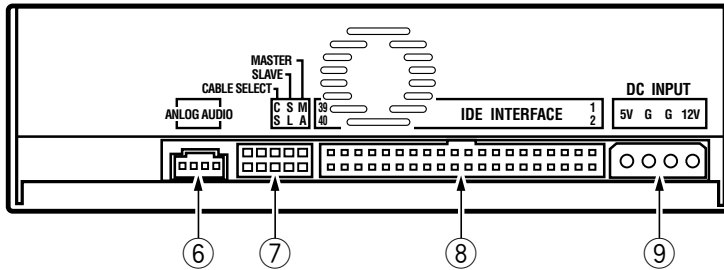 MASTER
SLAVE
CABLE SELECT
DC INPUT
ANLOG AUDIO
C S M
S L A
39
40
IDE INTERFACE
1
2
5V G G 12V
⑥ ⑦ ⑧ ⑨